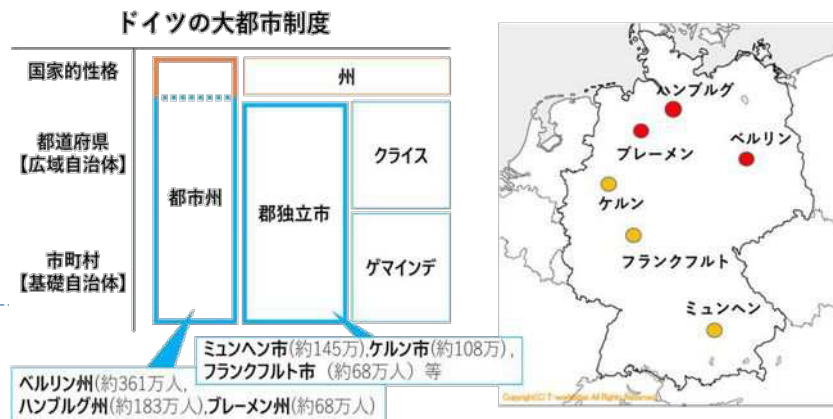 ドイツの大都市制度
国家的性格
州
都道府県
【広域自治体】
都市州
郡独立市
クライス
市町村
【基礎自治体】
ゲマインデ
ミュンヘン市(約145万),ケルン市(約108万),
フランクフルト市（約68万人）等
ベルリン州(約361万人,
ハンブルグ州(約183万人),ブレーメン州(約68万人)
ハンブルグ
ブレーメン
ベルリン
ケルン
フランクフルト
ミュンヘン